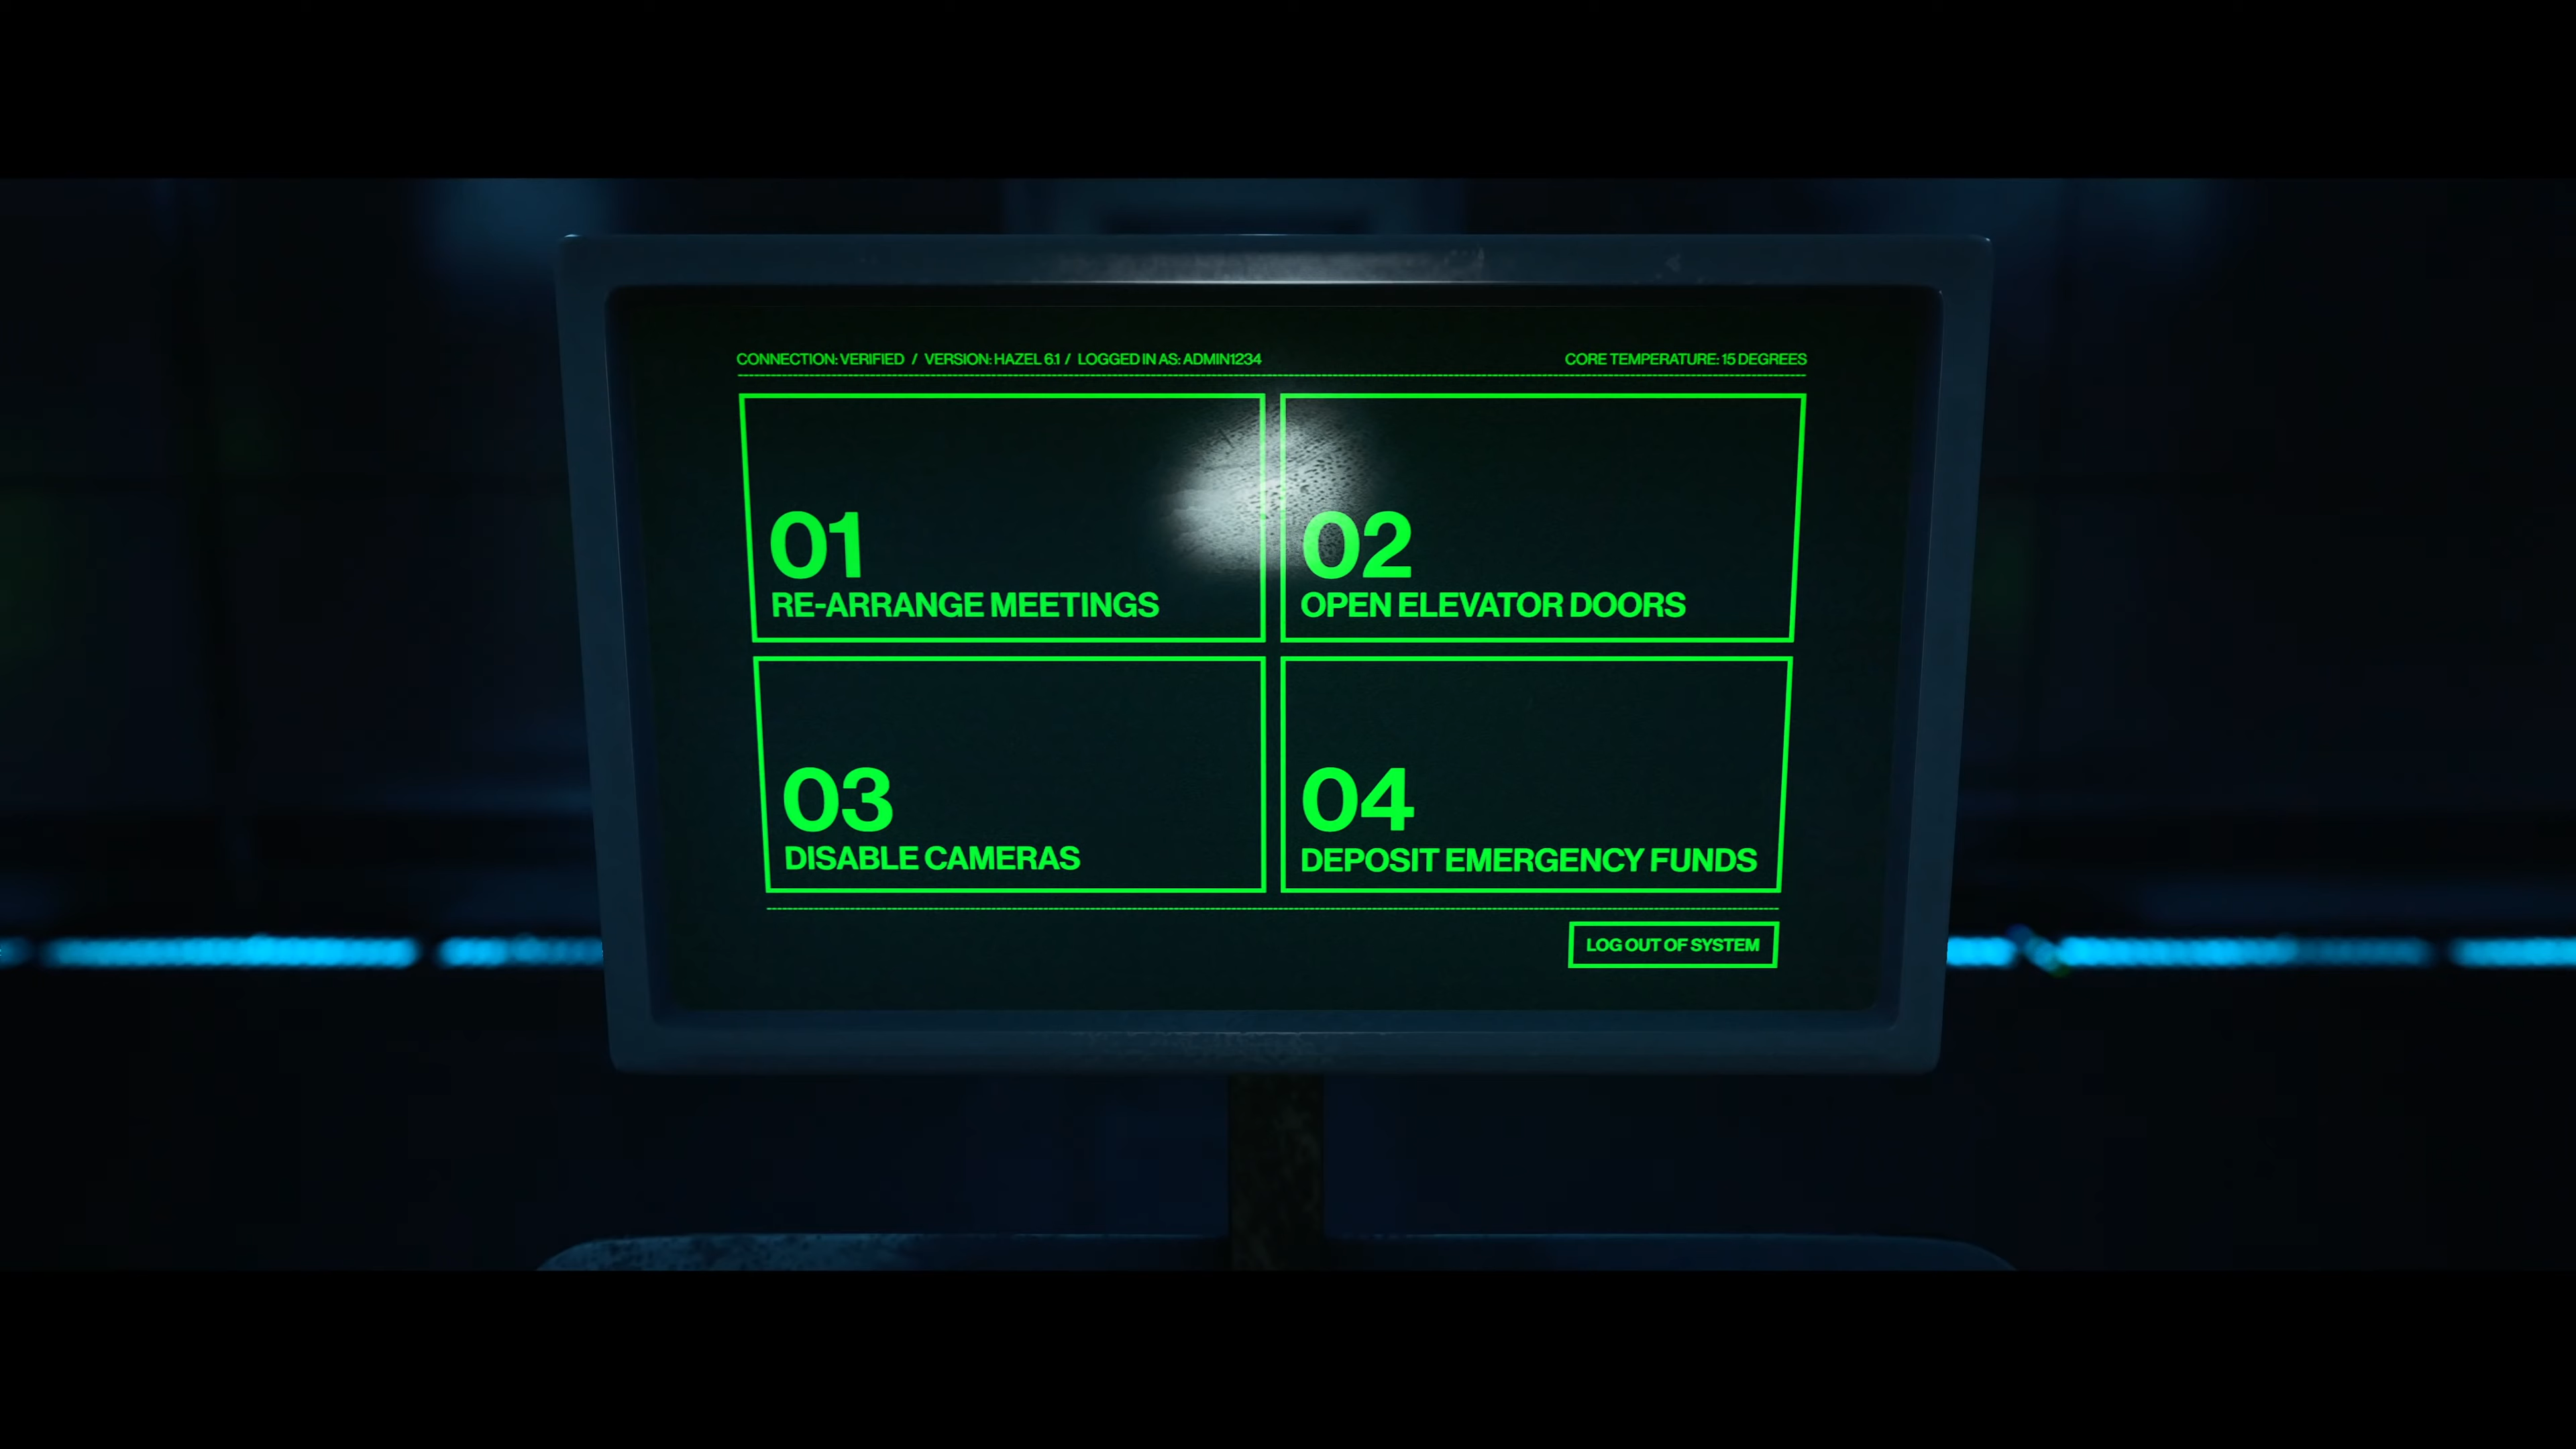 CONNECTION: VERIFIED / VERSION: HAZEL 6.1 / LOGGED IN AS: ADMIN1234
CORE TEMPERATURE: 15 DEGREES
01
RE-ARRANGE MEETINGS
02
OPEN ELEVATOR DOORS
03
DISABLE CAMERAS
04
DEPOSIT EMERGENCY FUNDS
LOG OUT OF SYSTEM